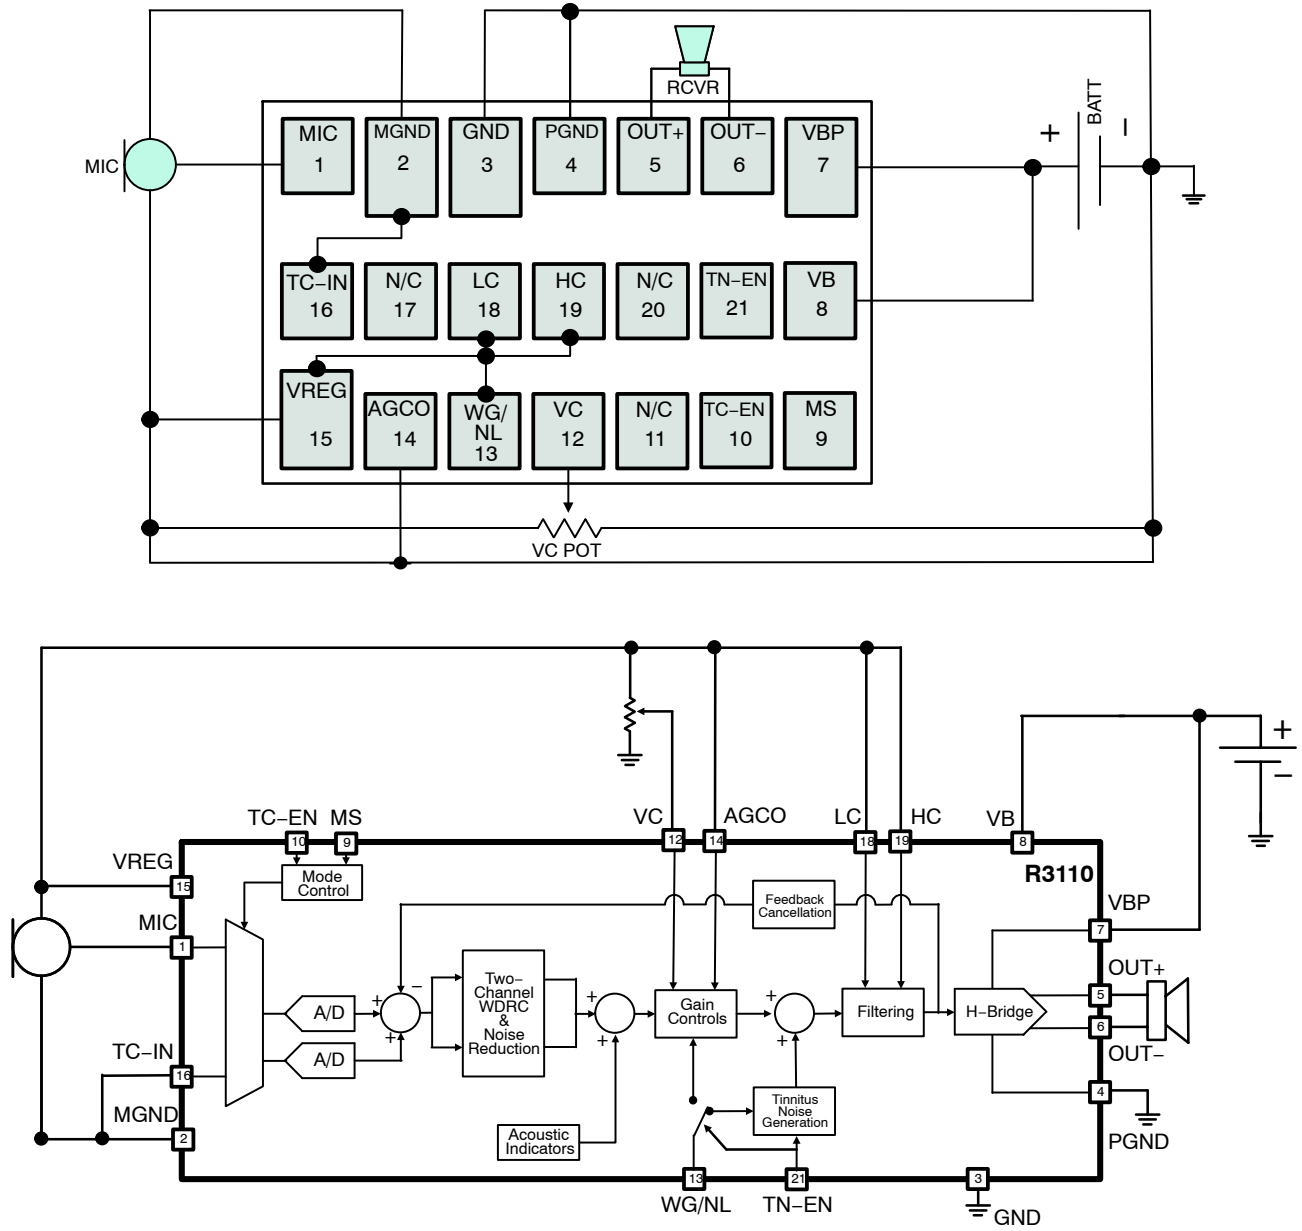 RCVR
BATT
+
−
MIC
MIC
1
MGND
2
GND
3
PGND
4
OUT+
5
OUT−
6
VBP
7
TC−IN
16
N/C
17
LC
18
HC
19
N/C
20
TN−EN
21
VB
8
VREG
15
AGCO
14
WG/
NL
13
VC
12
N/C
11
TC−EN
10
MS
9
VC POT
+
−
TC−EN
10
MS
9
VC
12
AGCO
14
LC
18
HC
19
VB
8
R3110
VREG
15
Mode
Control
Feedback
Cancellation
VBP
7
MIC
1
A/D
A/D
+
−
+
Two−
Channel
WDRC
&
Noise
Reduction
+
+
Gain
Controls
+
+
Filtering
H−Bridge
OUT+
5
6
OUT−
TC−IN
16
MGND
2
Acoustic
Indicators
Tinnitus
Noise
Generation
4
PGND
13
WG/NL
21
TN−EN
3
GND